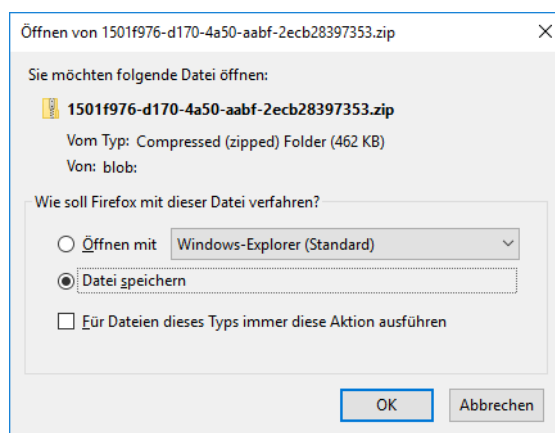 Öffnen von 1501f976-d170-4a50-aabf-2ecb28397353.zip
Sie möchten folgende Datei öffnen:
1501f976-d170-4a50-aabf-2ecb28397353.zip
Vom Typ: Compressed (zipped) Folder (462 KB)
Von: blob:
Wie soll Firefox mit dieser Datei verfahren?
Öffnen mit Windows-Explorer (Standard)
Datei speichern
Für Dateien dieses Typs immer diese Aktion ausführen
OK Abbrechen